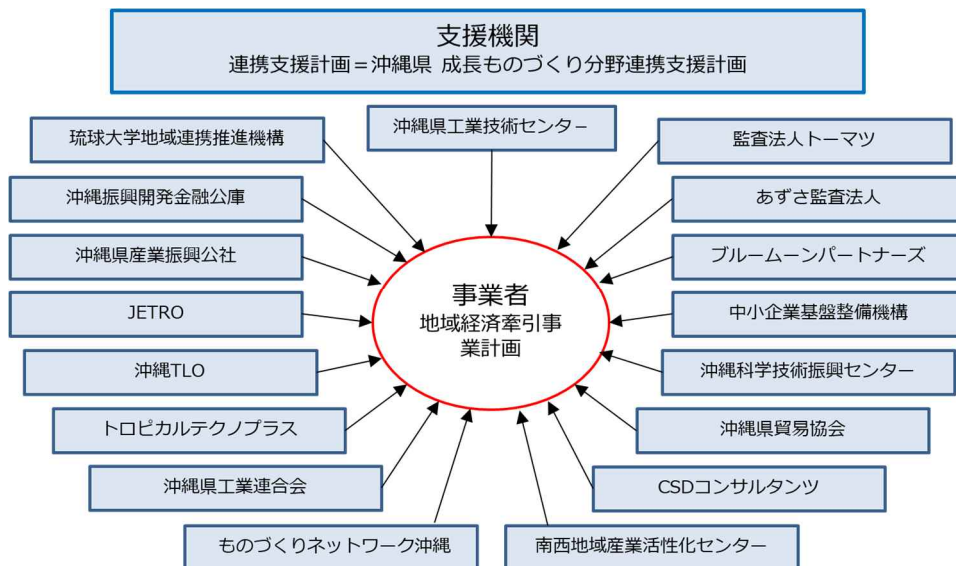 支援機関
連携支援計画＝沖縄県 成長ものづくり分野連携支援計画
沖縄県工業技術センター
琉球大学地域連携推進機構
監査法人トーマツ
沖縄振興開発金融公庫
あずさ監査法人
沖縄県産業振興公社
ブルームーンパートナーズ
事業者
地域経済牽引事
業計画
JETRO
中小企業基盤整備機構
沖縄TLO
沖縄科学技術振興センター
トロピカルテクノプラス
沖縄県貿易協会
沖縄県工業連合会
CSDコンサルタンツ
ものづくりネットワーク沖縄
南西地域産業活性化センター